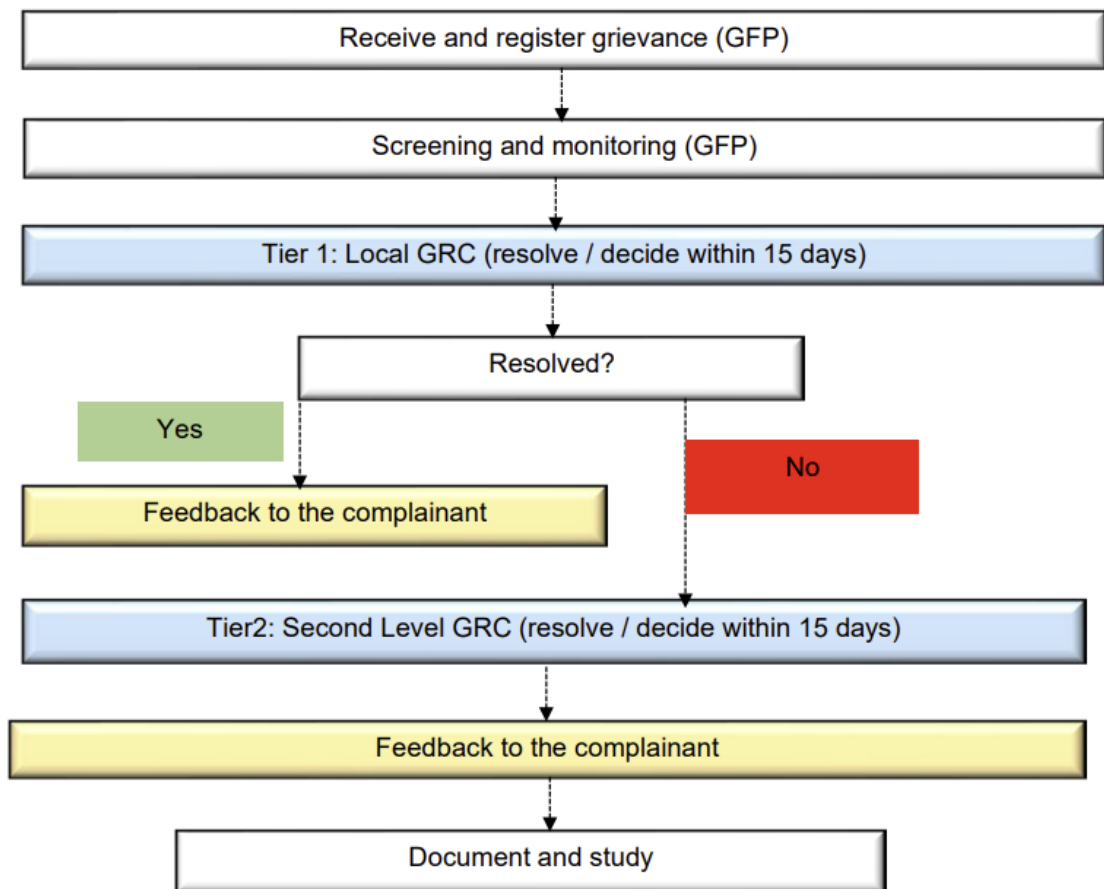 Receive and register grievance (GFP)
Screening and monitoring (GFP)
Tier 1: Local GRC (resolve / decide within 15 days)
Resolved?
Yes
No
Feedback to the complainant
Tier2: Second Level GRC (resolve / decide within 15 days)
Feedback to the complainant
Document and study